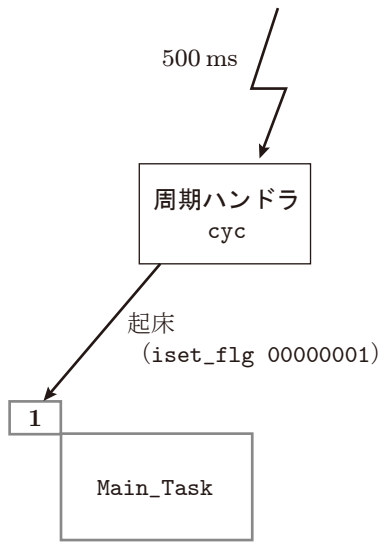 500 ms
周期ハンドラ
cyc
起床
（iset_flg 00000001）
1
Main_Task